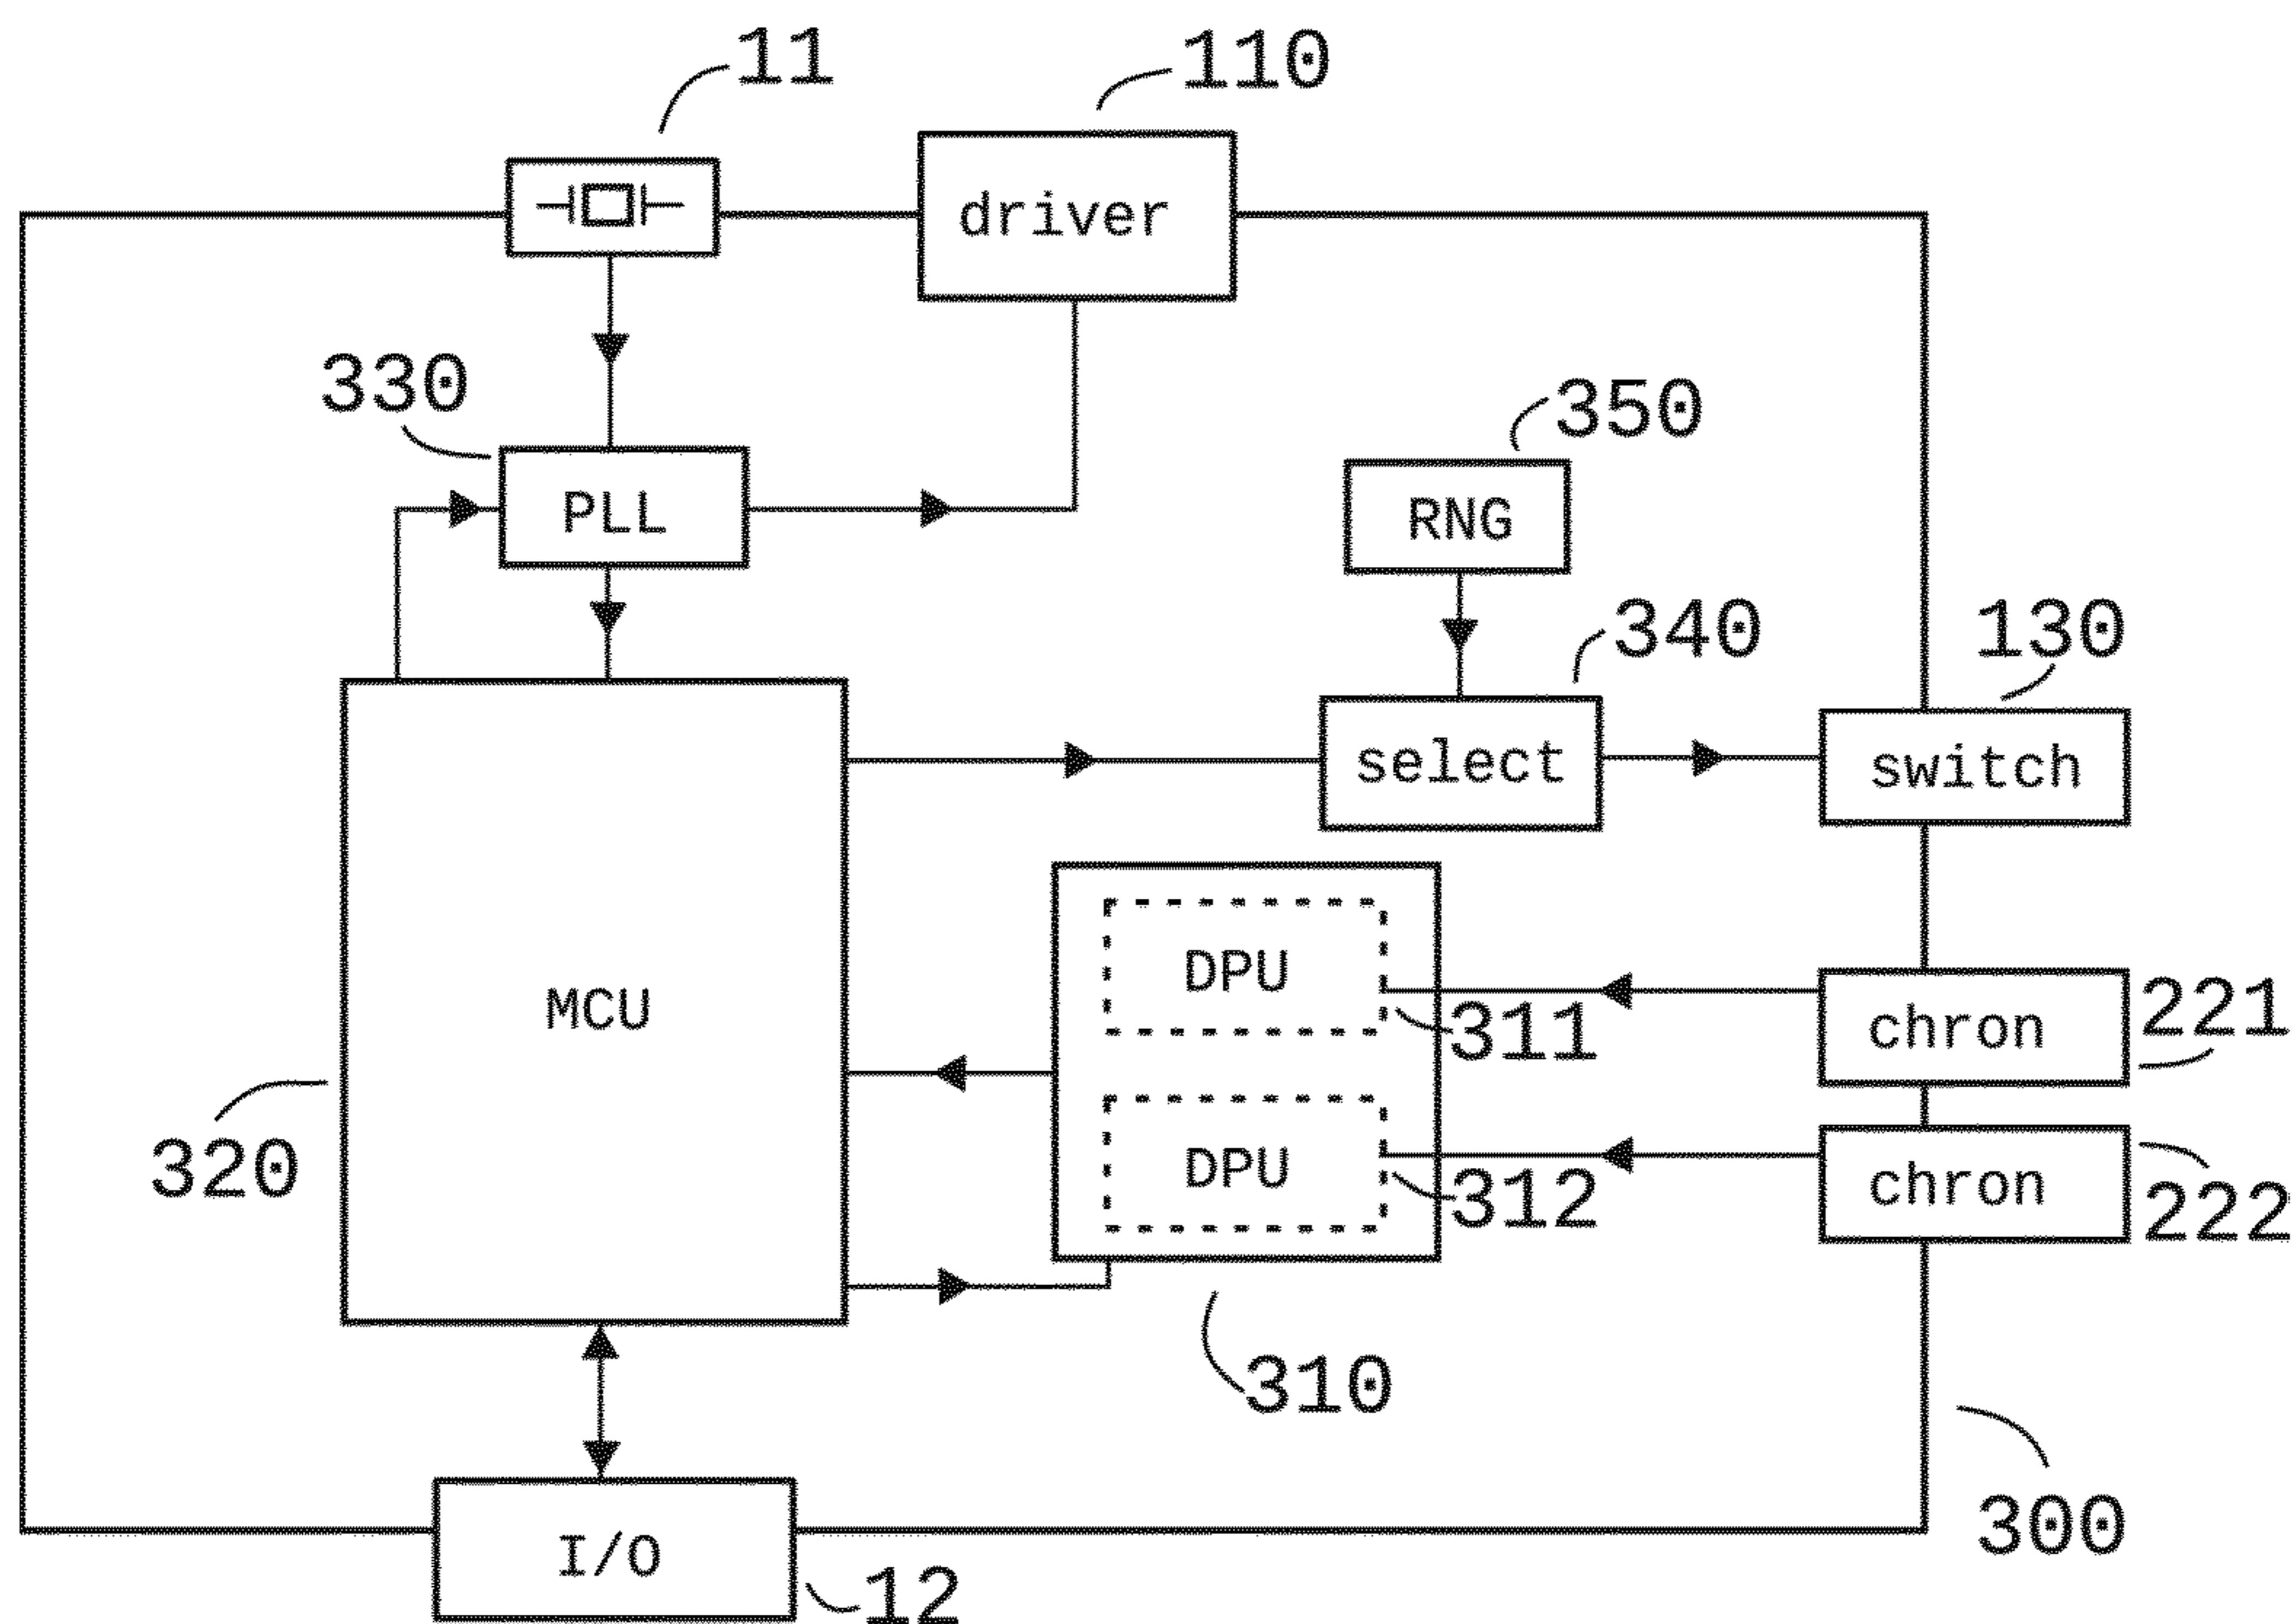 11
110
driver
330
350
PLL
RNG
340
130
select
switch
DPU
221
MCU
311
chron
320
DPU
312
chron
222
310
300
I/O
12